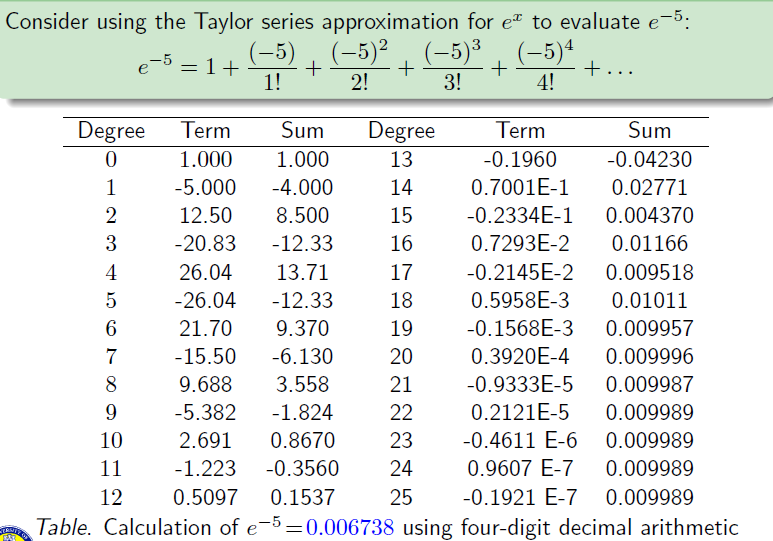 Consider using the Taylor series approximation for e^x to evaluate e^{-5}:
e^{-5} = 1 + (-5)/1! + (-5)^2/2! + (-5)^3/3! + (-5)^4/4! + ...
Degree Term Sum Degree Term Sum
0 1.000 1.000 13 -0.1960 -0.04230
1 -5.000 -4.000 14 0.7001E-1 0.02771
2 12.50 8.500 15 -0.2334E-1 0.004370
3 -20.83 -12.33 16 0.7293E-2 0.01166
4 26.04 13.71 17 -0.2145E-2 0.009518
5 -26.04 -12.33 18 0.5958E-3 0.01011
6 21.70 9.370 19 -0.1568E-3 0.009957
7 -15.50 -6.130 20 0.3920E-4 0.009996
8 9.688 3.558 21 -0.9333E-5 0.009987
9 -5.382 -1.824 22 0.2121E-5 0.009989
10 2.691 0.8670 23 -0.4611 E-6 0.009989
11 -1.223 -0.3560 24 0.9607 E-7 0.009989
12 0.5097 0.1537 25 -0.1921 E-7 0.009989
Table. Calculation of e^{-5}=0.006738 using four-digit decimal arithmetic